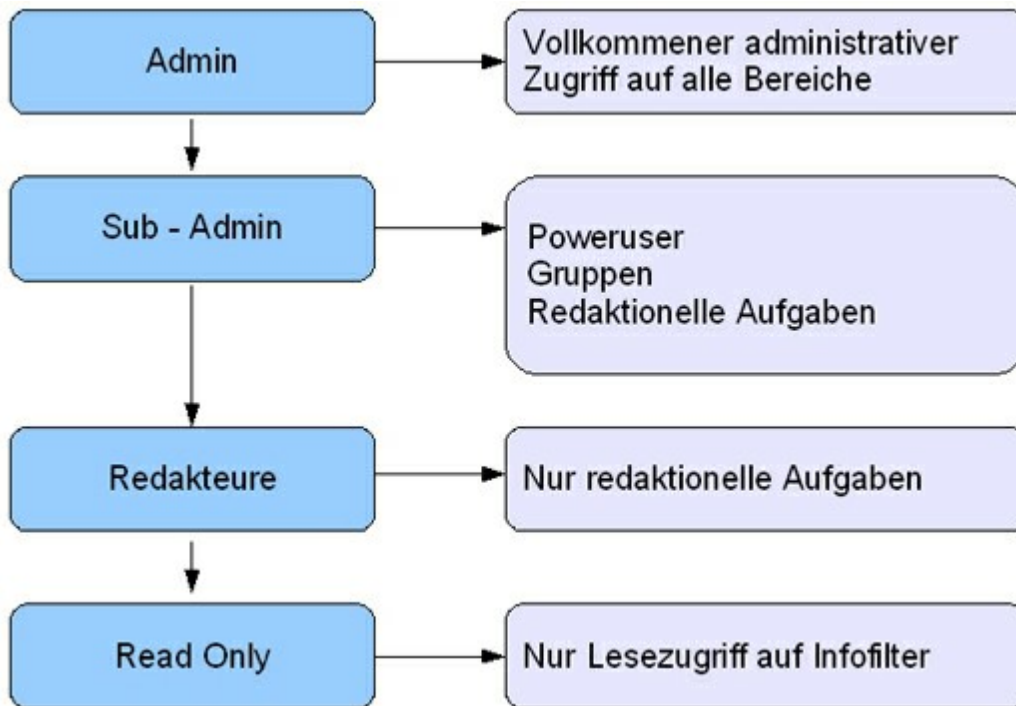 Admin
Vollkommener administrativer
Zugriff auf alle Bereiche
Sub - Admin
Poweruser
Gruppen
Redaktionelle Aufgaben
Redakteure
Nur redaktionelle Aufgaben
Read Only
Nur Lesezugriff auf Infofilter